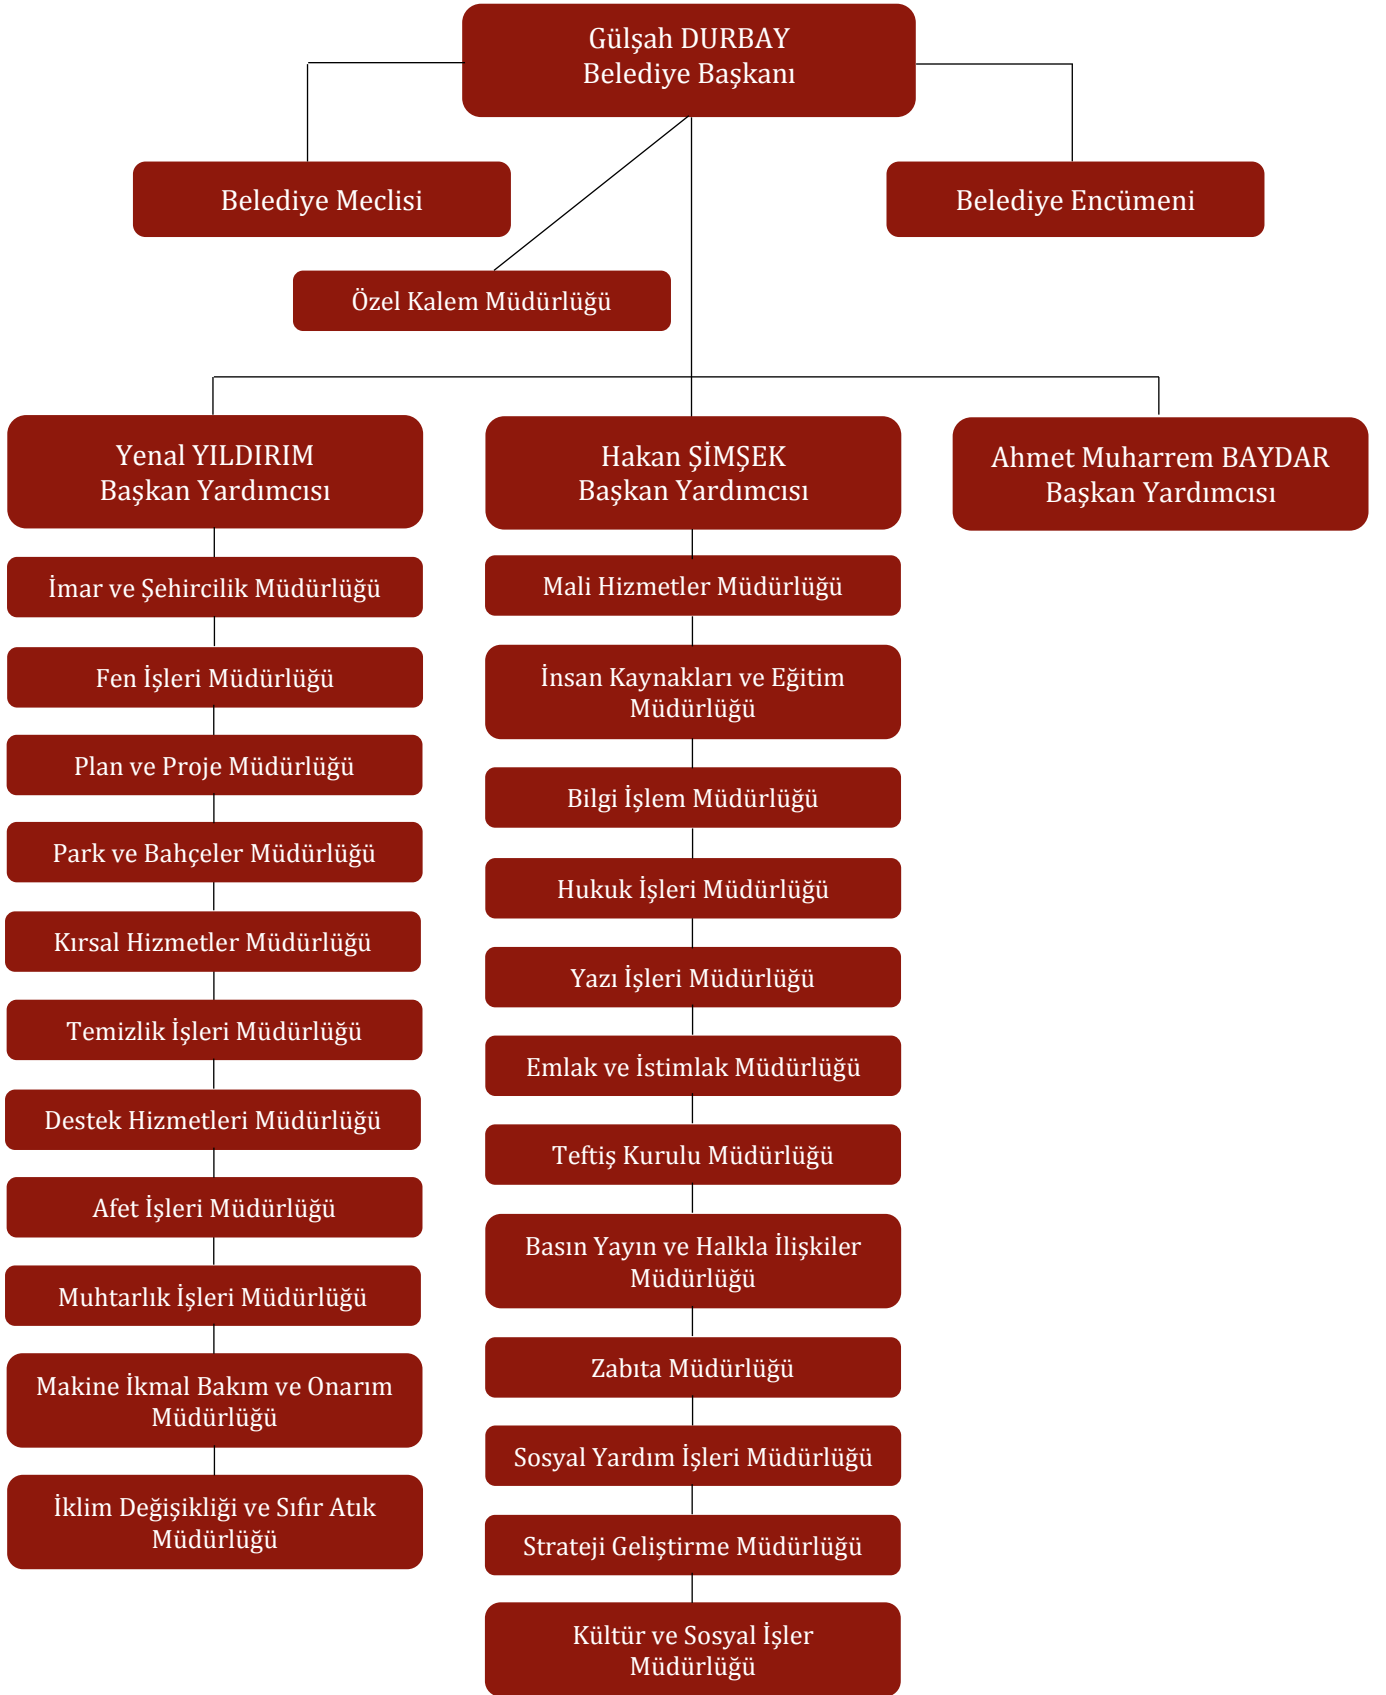 Gülşah DURBAY
Belediye Başkanı
Belediye Meclisi
Belediye Encümeni
Özel Kalem Müdürlüğü
Yenal YILDIRIM
Başkan Yardımcısı
İmar ve Şehircilik Müdürlüğü
Fen İşleri Müdürlüğü
Plan ve Proje Müdürlüğü
Park ve Bahçeler Müdürlüğü
Kırsal Hizmetler Müdürlüğü
Temizlik İşleri Müdürlüğü
Destek Hizmetleri Müdürlüğü
Afet İşleri Müdürlüğü
Muhtarlık İşleri Müdürlüğü
Makine İkmal Bakım ve Onarım
Müdürlüğü
İklim Değişikliği ve Sıfır Atık
Müdürlüğü
Hakan ŞİMŞEK
Başkan Yardımcısı
Mali Hizmetler Müdürlüğü
İnsan Kaynakları ve Eğitim
Müdürlüğü
Bilgi İşlem Müdürlüğü
Hukuk İşleri Müdürlüğü
Yazı İşleri Müdürlüğü
Emlak ve İstimlak Müdürlüğü
Teftiş Kurulu Müdürlüğü
Basın Yayın ve Halkla İlişkiler
Müdürlüğü
Zabıta Müdürlüğü
Sosyal Yardım İşleri Müdürlüğü
Strateji Geliştirme Müdürlüğü
Kültür ve Sosyal İşler
Müdürlüğü
Ahmet Muharrem BAYDAR
Başkan Yardımcısı